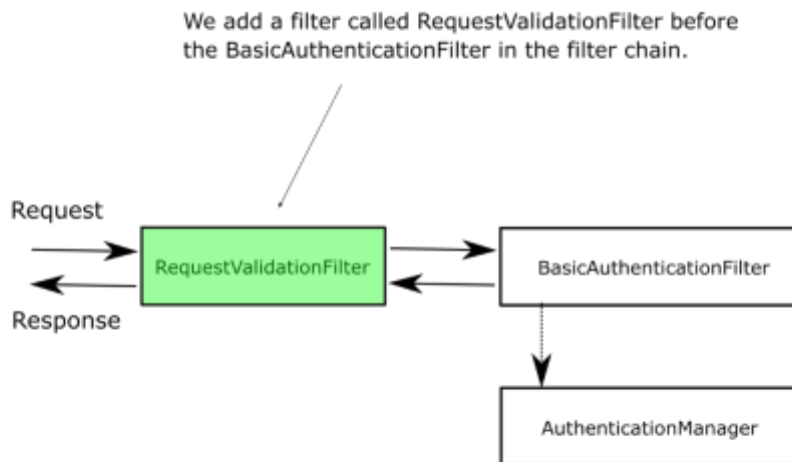 We add a filter called RequestValidationFilter before
the BasicAuthenticationFilter in the filter chain.
Request
RequestValidationFilter
BasicAuthenticationFilter
Response
AuthenticationManager